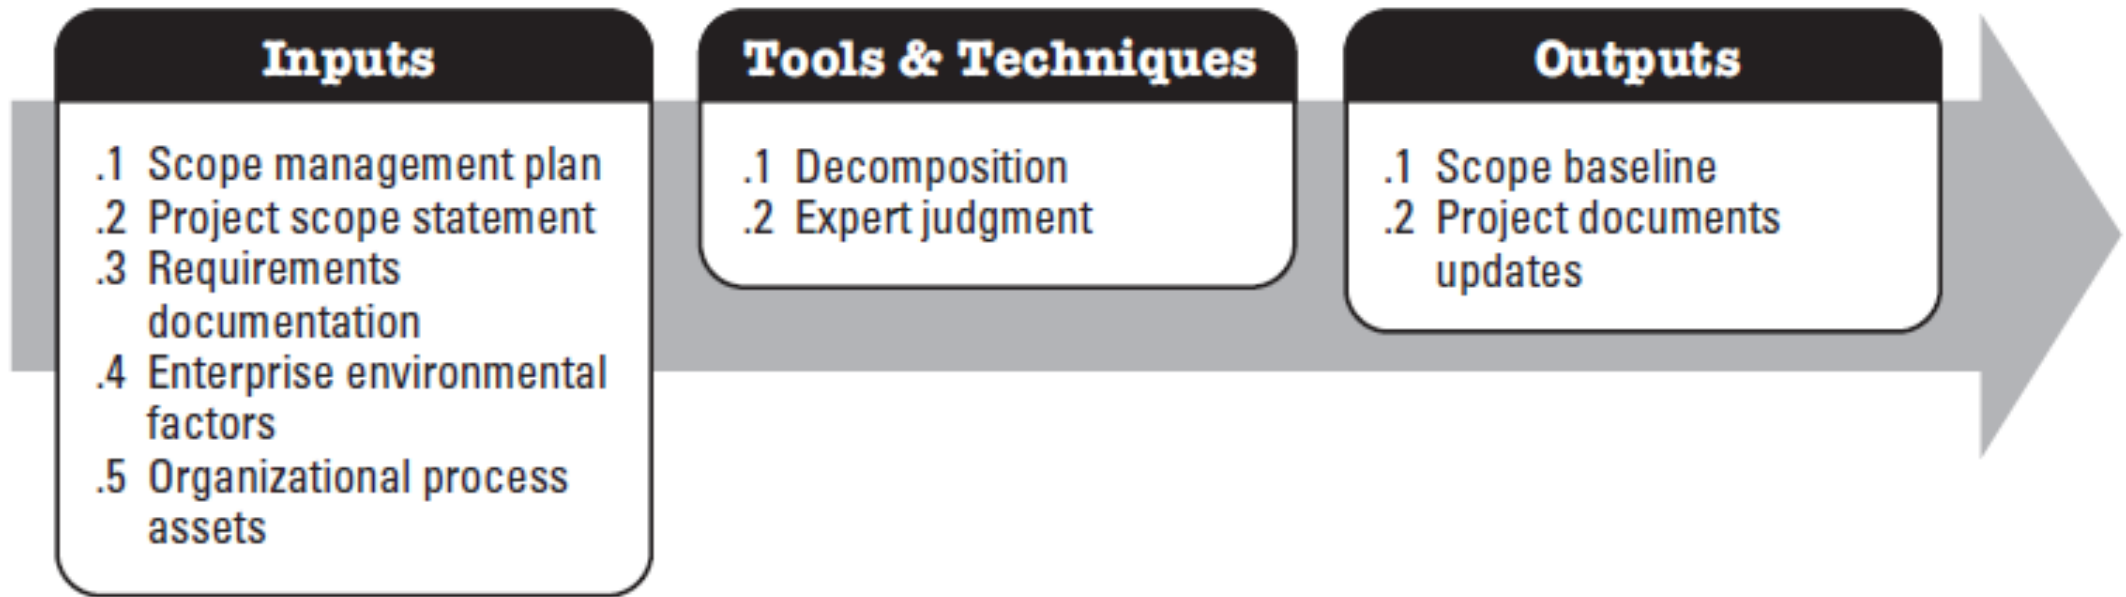 Inputs
.1 Scope management plan
.2 Project scope statement
.3 Requirements
documentation
.4 Enterprise environmental
factors
.5 Organizational process
assets
Tools & Techniques
.1 Decomposition
.2 Expert judgment
Outputs
.1 Scope baseline
.2 Project documents
updates